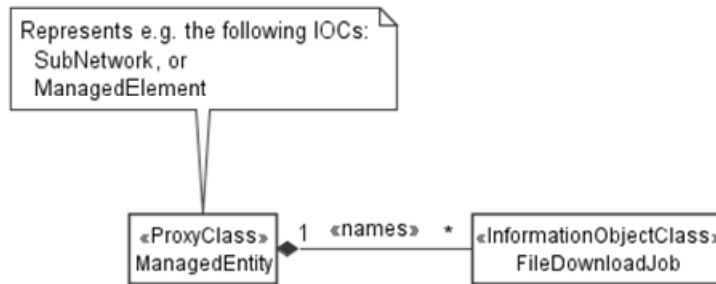 Represents e.g. the following IOCs:
SubNetwork, or
ManagedElement
«ProxyClass»
ManagedEntity
1 «names» *
«InformationObjectClass»
FileDownloadJob